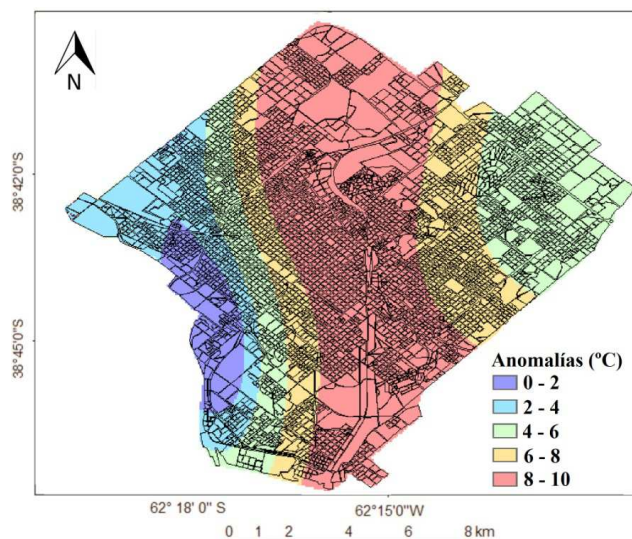 N
38°42'0"S
38°45'0"S
Anomalías (ºC)
0 - 2
2 - 4
4 - 6
6 - 8
8 - 10
62° 18' 0" S
62°15'0"W
0 1 2 4 6 8 km